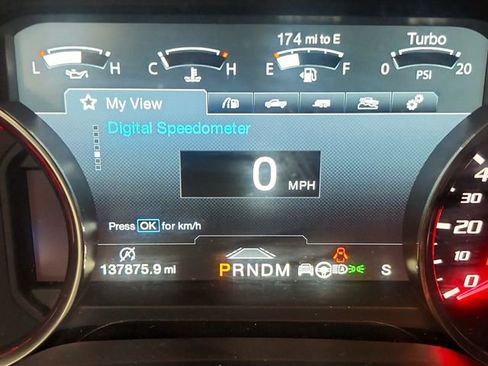 174 mi to E Turbo
L H C H E F 0 PSI 20
My View
Digital Speedometer
0 MPH
Press OK for km/h
137875.9 mi PRNDM S
4
30
20
10
0